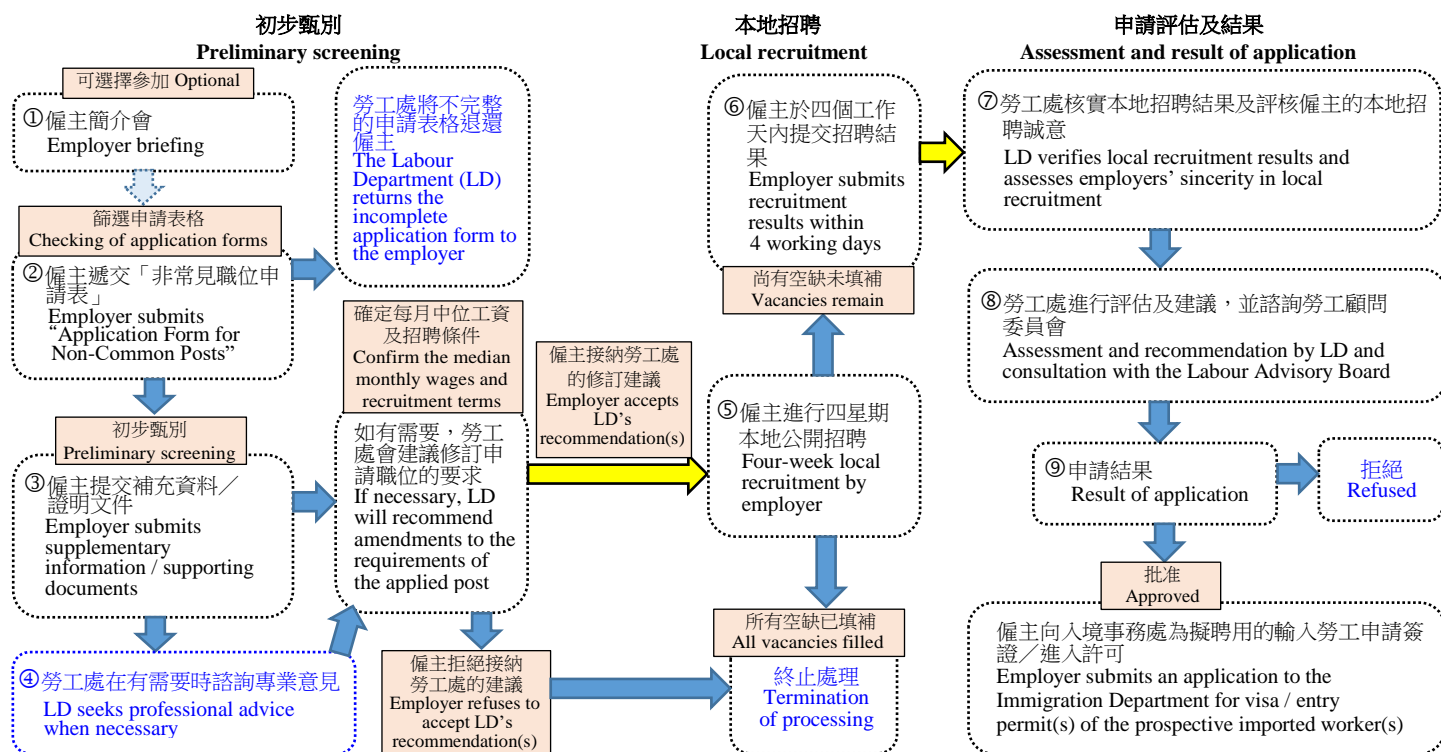 初步甄別
Preliminary screening
可選擇參加 Optional
①僱主簡介會
Employer briefing
篩選申請表格
Checking of application forms
②僱主遞交「非常見職位申
請表」
Employer submits
“Application Form for
Non-Common Posts”
勞工處將不完整
的申請表格退還
僱主
The Labour
Department (LD)
returns the
incomplete
application form to
the employer
初步甄別
Preliminary screening
③僱主提交補充資料／
證明文件
Employer submits
supplementary
information / supporting
documents
④勞工處在有需要時諮詢專業意見
LD seeks professional advice
when necessary
確定每月中位工資
及招聘條件
Confirm the median
monthly wages and
recruitment terms
如有需要，勞工
處會建議修訂申
請職位的要求
If necessary, LD
will recommend
amendments to the
requirements of
the applied post
僱主接納勞工處
的修訂建議
Employer accepts
LD’s
recommendation(s)
僱主拒絕接納
勞工處的建議
Employer refuses to
accept LD’s
recommendation(s)
本地招聘
Local recruitment
⑥僱主於四個工作
天內提交招聘結
果
Employer submits
recruitment
results within
4 working days
尚有空缺未填補
Vacancies remain
⑤僱主進行四星期
本地公開招聘
Four-week local
recruitment by
employer
所有空缺已填補
All vacancies filled
終止處理
Termination
of processing
申請評估及結果
Assessment and result of application
⑦勞工處核實本地招聘結果及評核僱主的本地招
聘誠意
LD verifies local recruitment results and
assesses employers’ sincerity in local
recruitment
⑧勞工處進行評估及建議，並諮詢勞工顧問
委員會
Assessment and recommendation by LD and
consultation with the Labour Advisory Board
⑨申請結果
Result of application
拒絕
Refused
批准
Approved
僱主向入境事務處為擬聘用的輸入勞工申請簽
證／進入許可
Employer submits an application to the
Immigration Department for visa / entry
permit(s) of the prospective imported worker(s)